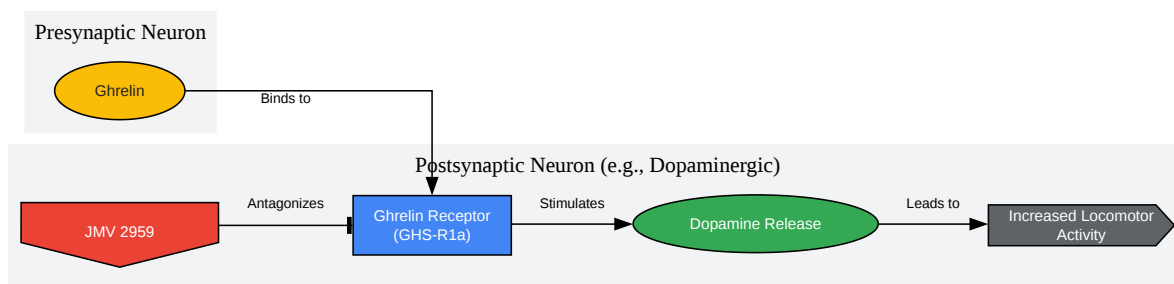 Presynaptic Neuron
Ghrelin
Binds to
Postsynaptic Neuron (e.g., Dopaminergic)
JMV 2959
Antagonizes
Ghrelin Receptor
(GHS-R1a)
Stimulates
Dopamine Release
Leads to
Increased Locomotor
Activity